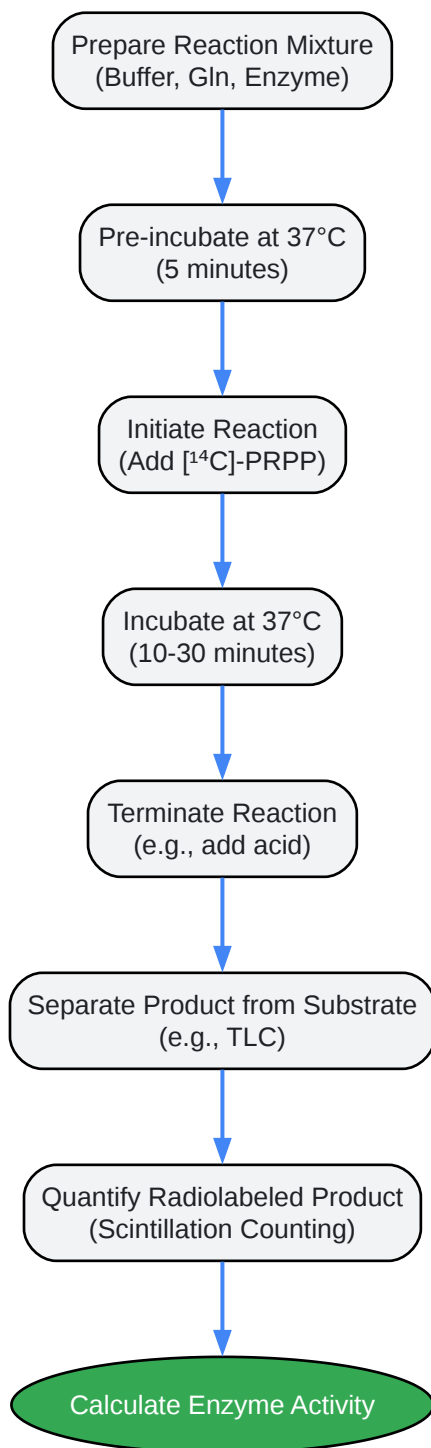 Prepare Reaction Mixture
(Buffer, Gln, Enzyme)
Pre-incubate at 37°C
(5 minutes)
Initiate Reaction
(Add [¹⁴C]-PRPP)
Incubate at 37°C
(10-30 minutes)
Terminate Reaction
(e.g., add acid)
Separate Product from Substrate
(e.g., TLC)
Quantify Radiolabeled Product
(Scintillation Counting)
Calculate Enzyme Activity